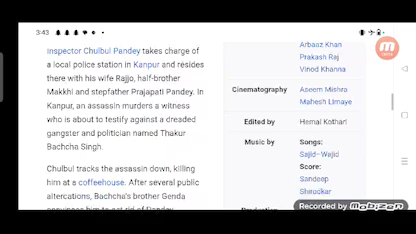 3:43
Inspector Chulbul Pandey takes charge of
a local police station in Kanpur and resides
there with his wife Rajjo, half-brother
Makkhi and stepfather Prajapati Pandey. In
Kanpur, an assassin murders a witness
who is about to testify against a dreaded
gangster and politician named Thakur
Bachcha Singh.
Chulbul tracks the assassin down, killing
him at a coffeehouse. After several public
altercations, Bachcha's brother Genda
Arbaaz Khan
Prakash Raj
Vinod Khanna
Cinematography
Aseem Mishra
Mahesh Limaye
Edited by
Hemal Kothari
Music by
Songs:
Sajid–Wajid
Score:
Sandeep
Shirodkar
Production
Recorded by
Mobizen